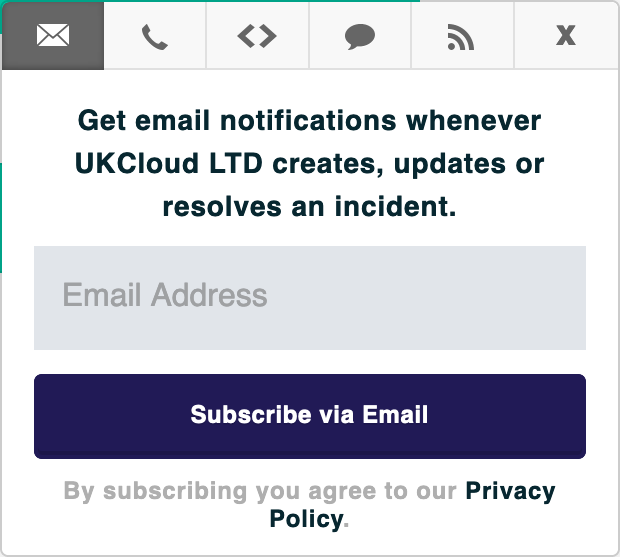 X
Get email notifications whenever
UKCloud LTD creates, updates or
resolves an incident.
Email Address
Subscribe via Email
By subscribing you agree to our Privacy
Policy.